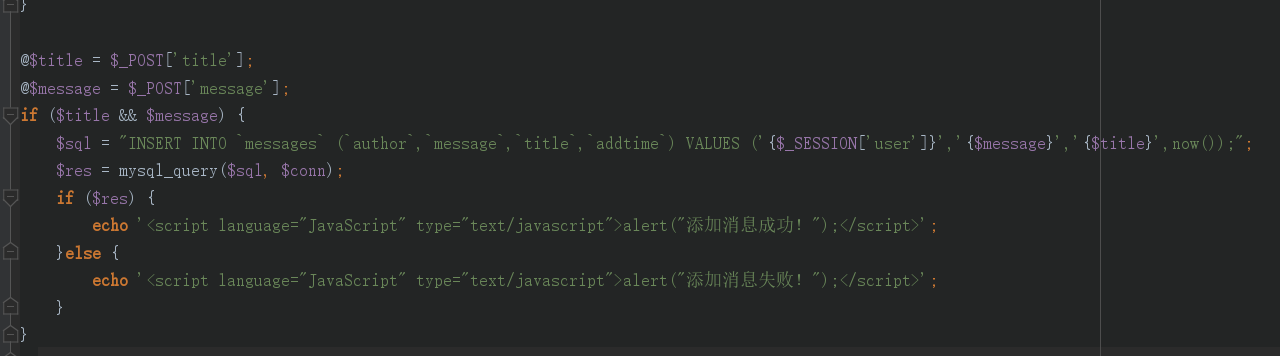 }
@$title = $_POST['title'];
@$message = $_POST['message'];
if ($title && $message) {
    $sql = "INSERT INTO `messages` (`author`,`message`,`title`,`addtime`) VALUES ('{$_SESSION['user']}','{$message}','{$title}',now());";
    $res = mysql_query($sql, $conn);
    if ($res) {
        echo '<script language="JavaScript" type="text/javascript">alert("添加消息成功！");</script>';
    }else {
        echo '<script language="JavaScript" type="text/javascript">alert("添加消息失败！");</script>';
    }
}